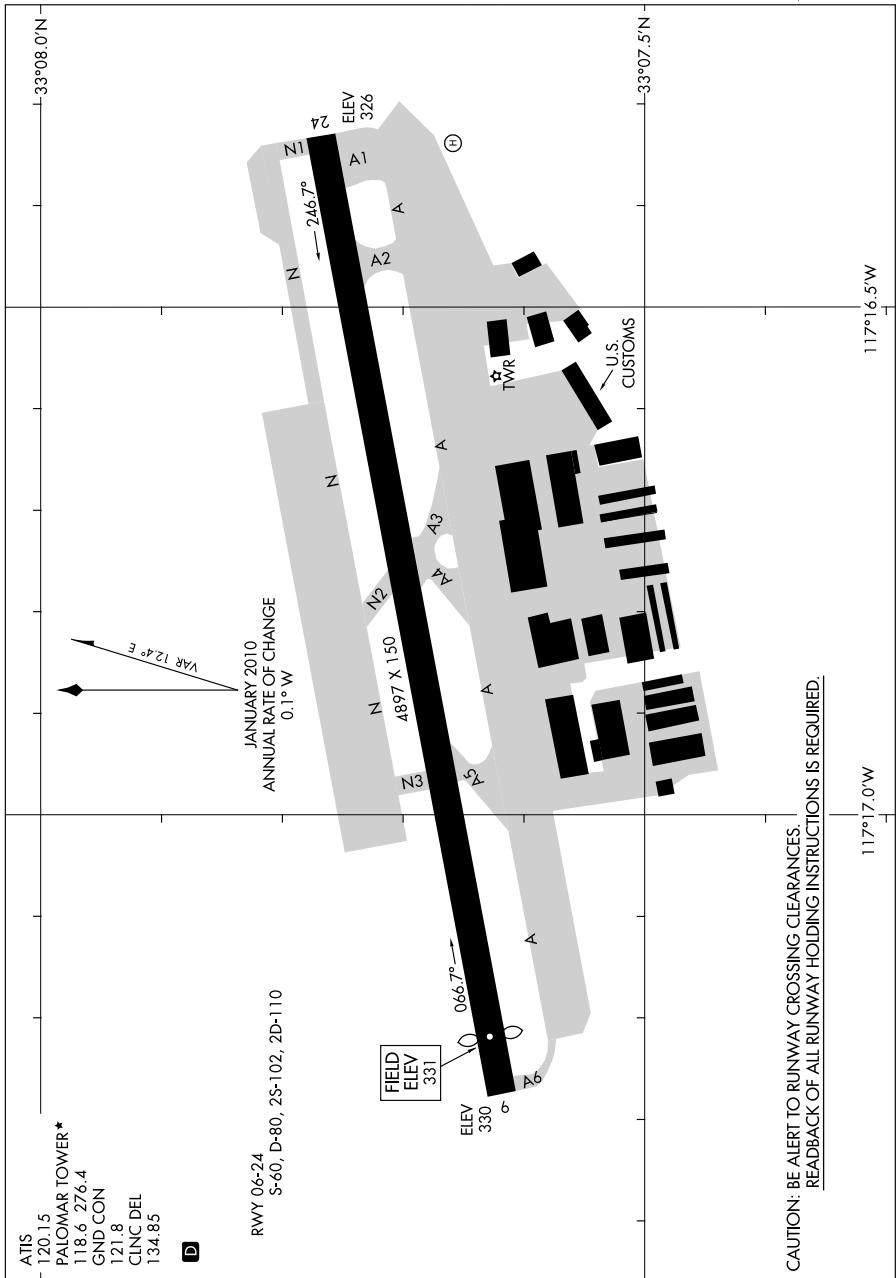 ATIS
120.15
PALOMAR TOWER★
118.6 276.4
GND CON
121.8
CLNC DEL
134.85
D
RWY 06-24
S-60, D-80, 2S-102, 2D-110
JANUARY 2010
ANNUAL RATE OF CHANGE
0.1° W
VAR 12.4° E
33°08.0'N
33°07.5'N
FIELD
ELEV
331
ELEV
330
6
A6
066.7°
A
N3
A5
N
4897 X 150
A
N2
A4
A3
N
A
N
246.7°
A2
A
N1
A1
24
ELEV
326
H
TWR
U.S.
CUSTOMS
117°17.0'W
117°16.5'W
CAUTION: BE ALERT TO RUNWAY CROSSING CLEARANCES.
READBACK OF ALL RUNWAY HOLDING INSTRUCTIONS IS REQUIRED.